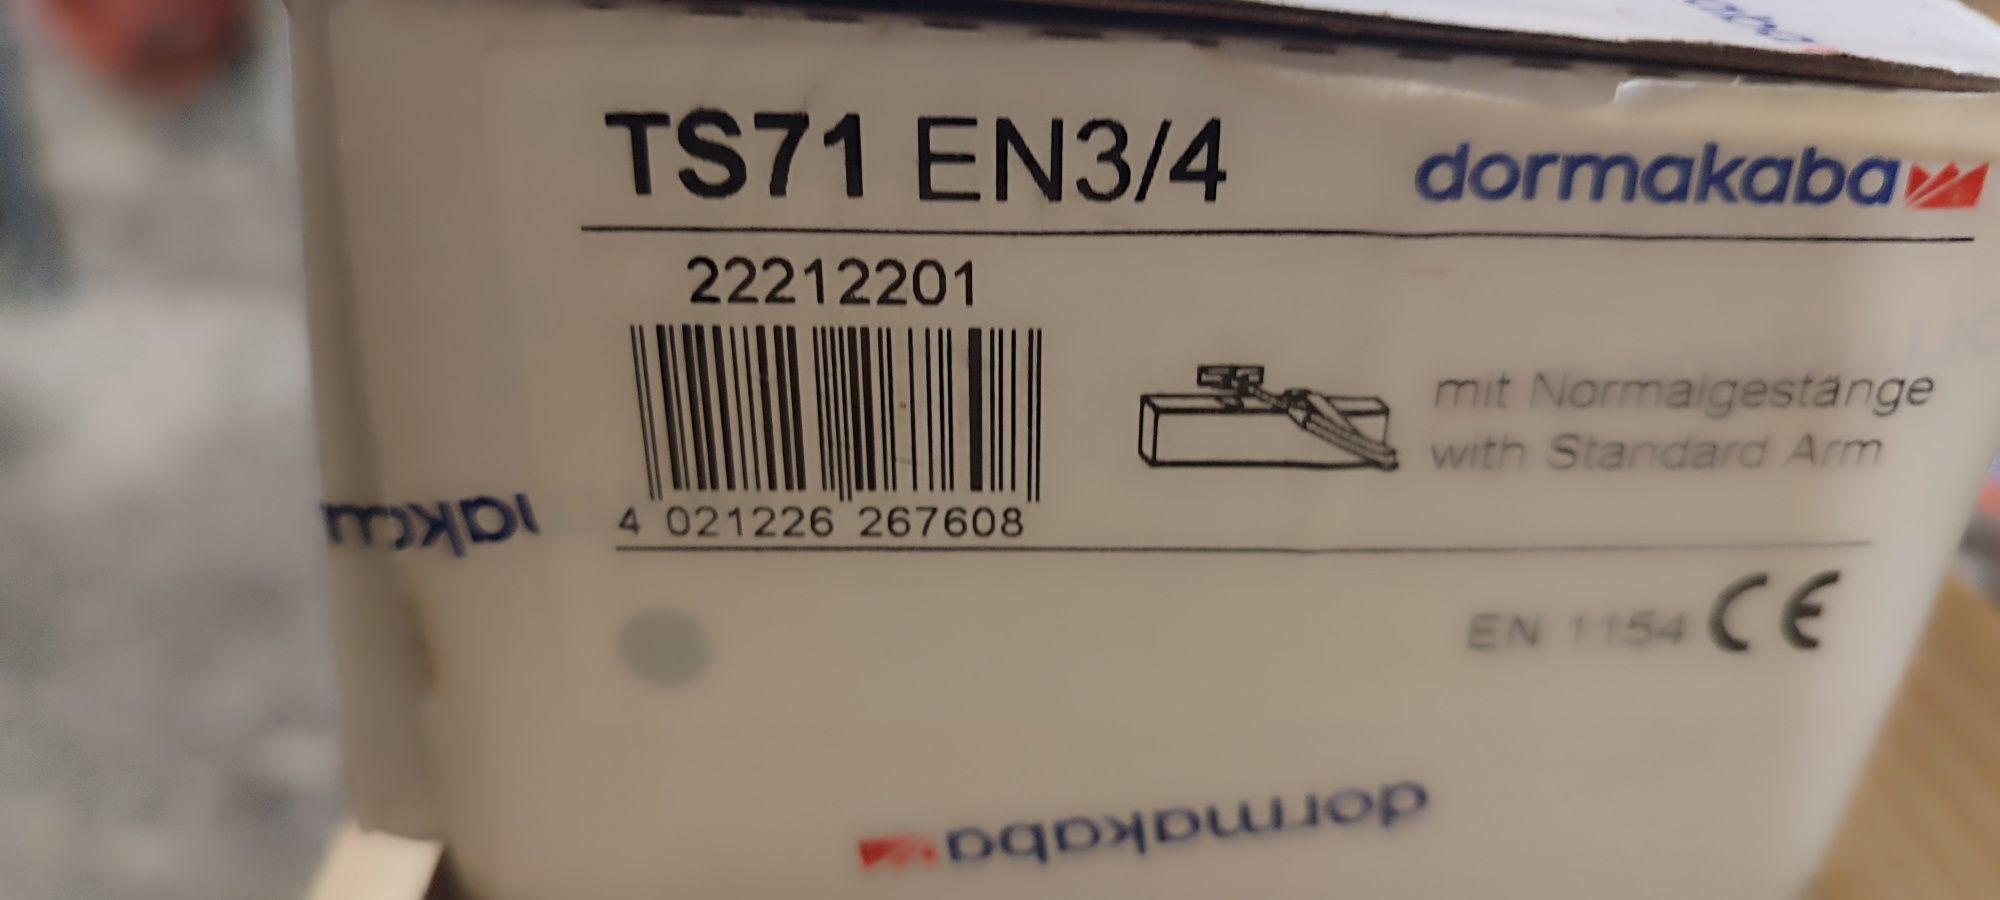 TS71 EN3/4
dormakaba
22212201
mit Normalgestänge
with Standard Arm
4 021226 267608
EN 1154 CE
dormakaba